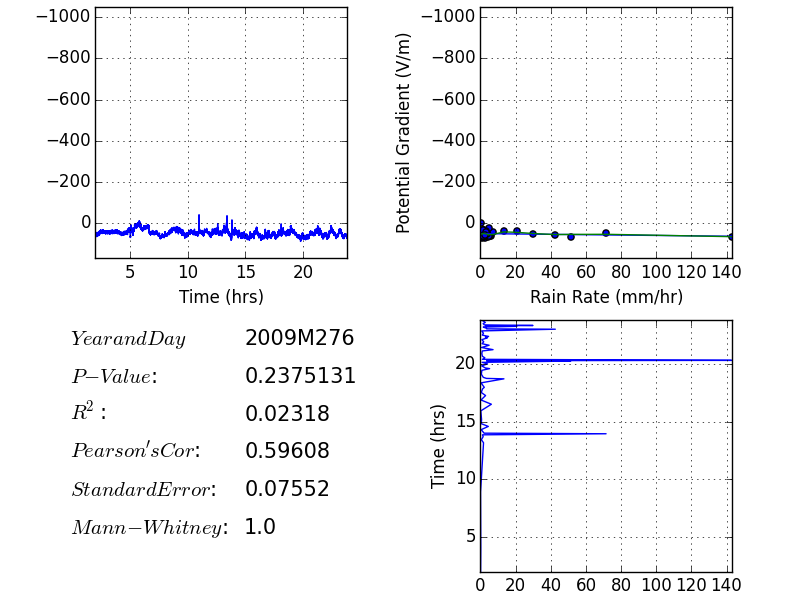 −1000
−800
−600
−400
−200
0
5 10 15 20
Time (hrs)
Potential Gradient (V/m)
−1000
−800
−600
−400
−200
0
0 20 40 60 80 100 120 140
Rain Rate (mm/hr)
YearandDay 2009M276
P−Value: 0.2375131
R² : 0.02318
Pearson'sCor: 0.59608
StandardError: 0.07552
Mann−Whitney: 1.0
Time (hrs)
20
15
10
5
0 20 40 60 80 100 120 140